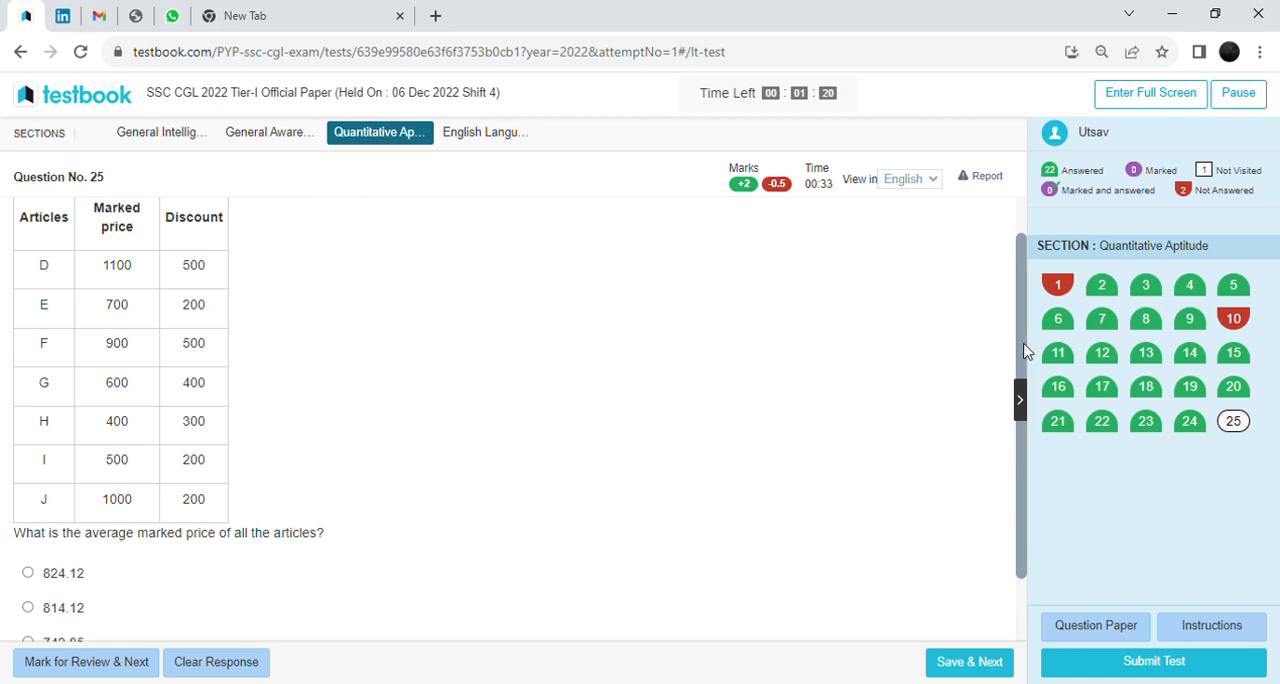 New Tab
testbook.com/PYP-ssc-cgl-exam/tests/639e99580e63f6f3753b0cb1?year=2022&attemptNo=1#/lt-test
testbook
SSC CGL 2022 Tier-I Official Paper (Held On : 06 Dec 2022 Shift 4)
Time Left 00 : 01 : 20
Enter Full Screen
Pause
SECTIONS
General Intellig...
General Aware...
Quantitative Ap...
English Langu...
Utsav
Question No. 25
Marks
+2 -0.5
Time
00:33
View in English
Report
22 Answered
0 Marked
1 Not Visited
0 Marked and answered
2 Not Answered
SECTION : Quantitative Aptitude
Articles Marked price Discount
D 1100 500
E 700 200
F 900 500
G 600 400
H 400 300
I 500 200
J 1000 200
What is the average marked price of all the articles?
824.12
814.12
1 2 3 4 5
6 7 8 9 10
11 12 13 14 15
16 17 18 19 20
21 22 23 24 25
Question Paper
Instructions
Mark for Review & Next
Clear Response
Save & Next
Submit Test